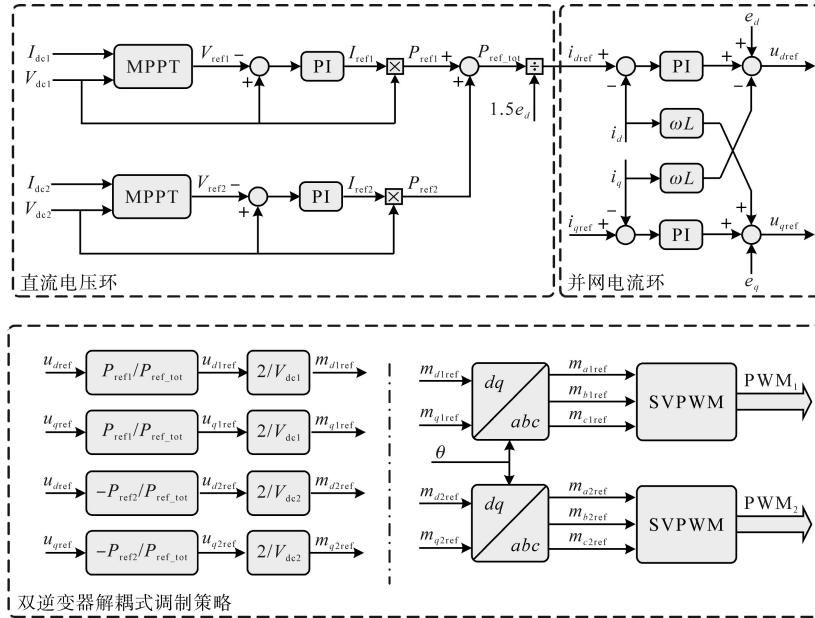 I_dc1
V_dc1
MPPT
V_ref1
−
+
PI
I_ref1
×
P_ref1
+
+
P_ref_tot
÷
1.5e_d
I_dc2
V_dc2
MPPT
V_ref2
−
+
PI
I_ref2
×
P_ref2
直流电压环
i_dref
+
−
PI
+
+
−
e_d
u_dref
i_d
ωL
i_q
ωL
i_qref
+
−
PI
+
+
+
e_q
u_qref
并网电流环
u_dref
P_ref1/P_ref_tot
u_d1ref
2/V_dc1
m_d1ref
u_qref
P_ref1/P_ref_tot
u_q1ref
2/V_dc1
m_q1ref
u_dref
−P_ref2/P_ref_tot
u_d2ref
2/V_dc2
m_d2ref
u_qref
−P_ref2/P_ref_tot
u_q2ref
2/V_dc2
m_q2ref
m_d1ref
m_q1ref
dq
abc
m_a1ref
m_b1ref
m_c1ref
SVPWM
PWM_1
θ
m_d2ref
m_q2ref
dq
abc
m_a2ref
m_b2ref
m_c2ref
SVPWM
PWM_2
双逆变器解耦式调制策略